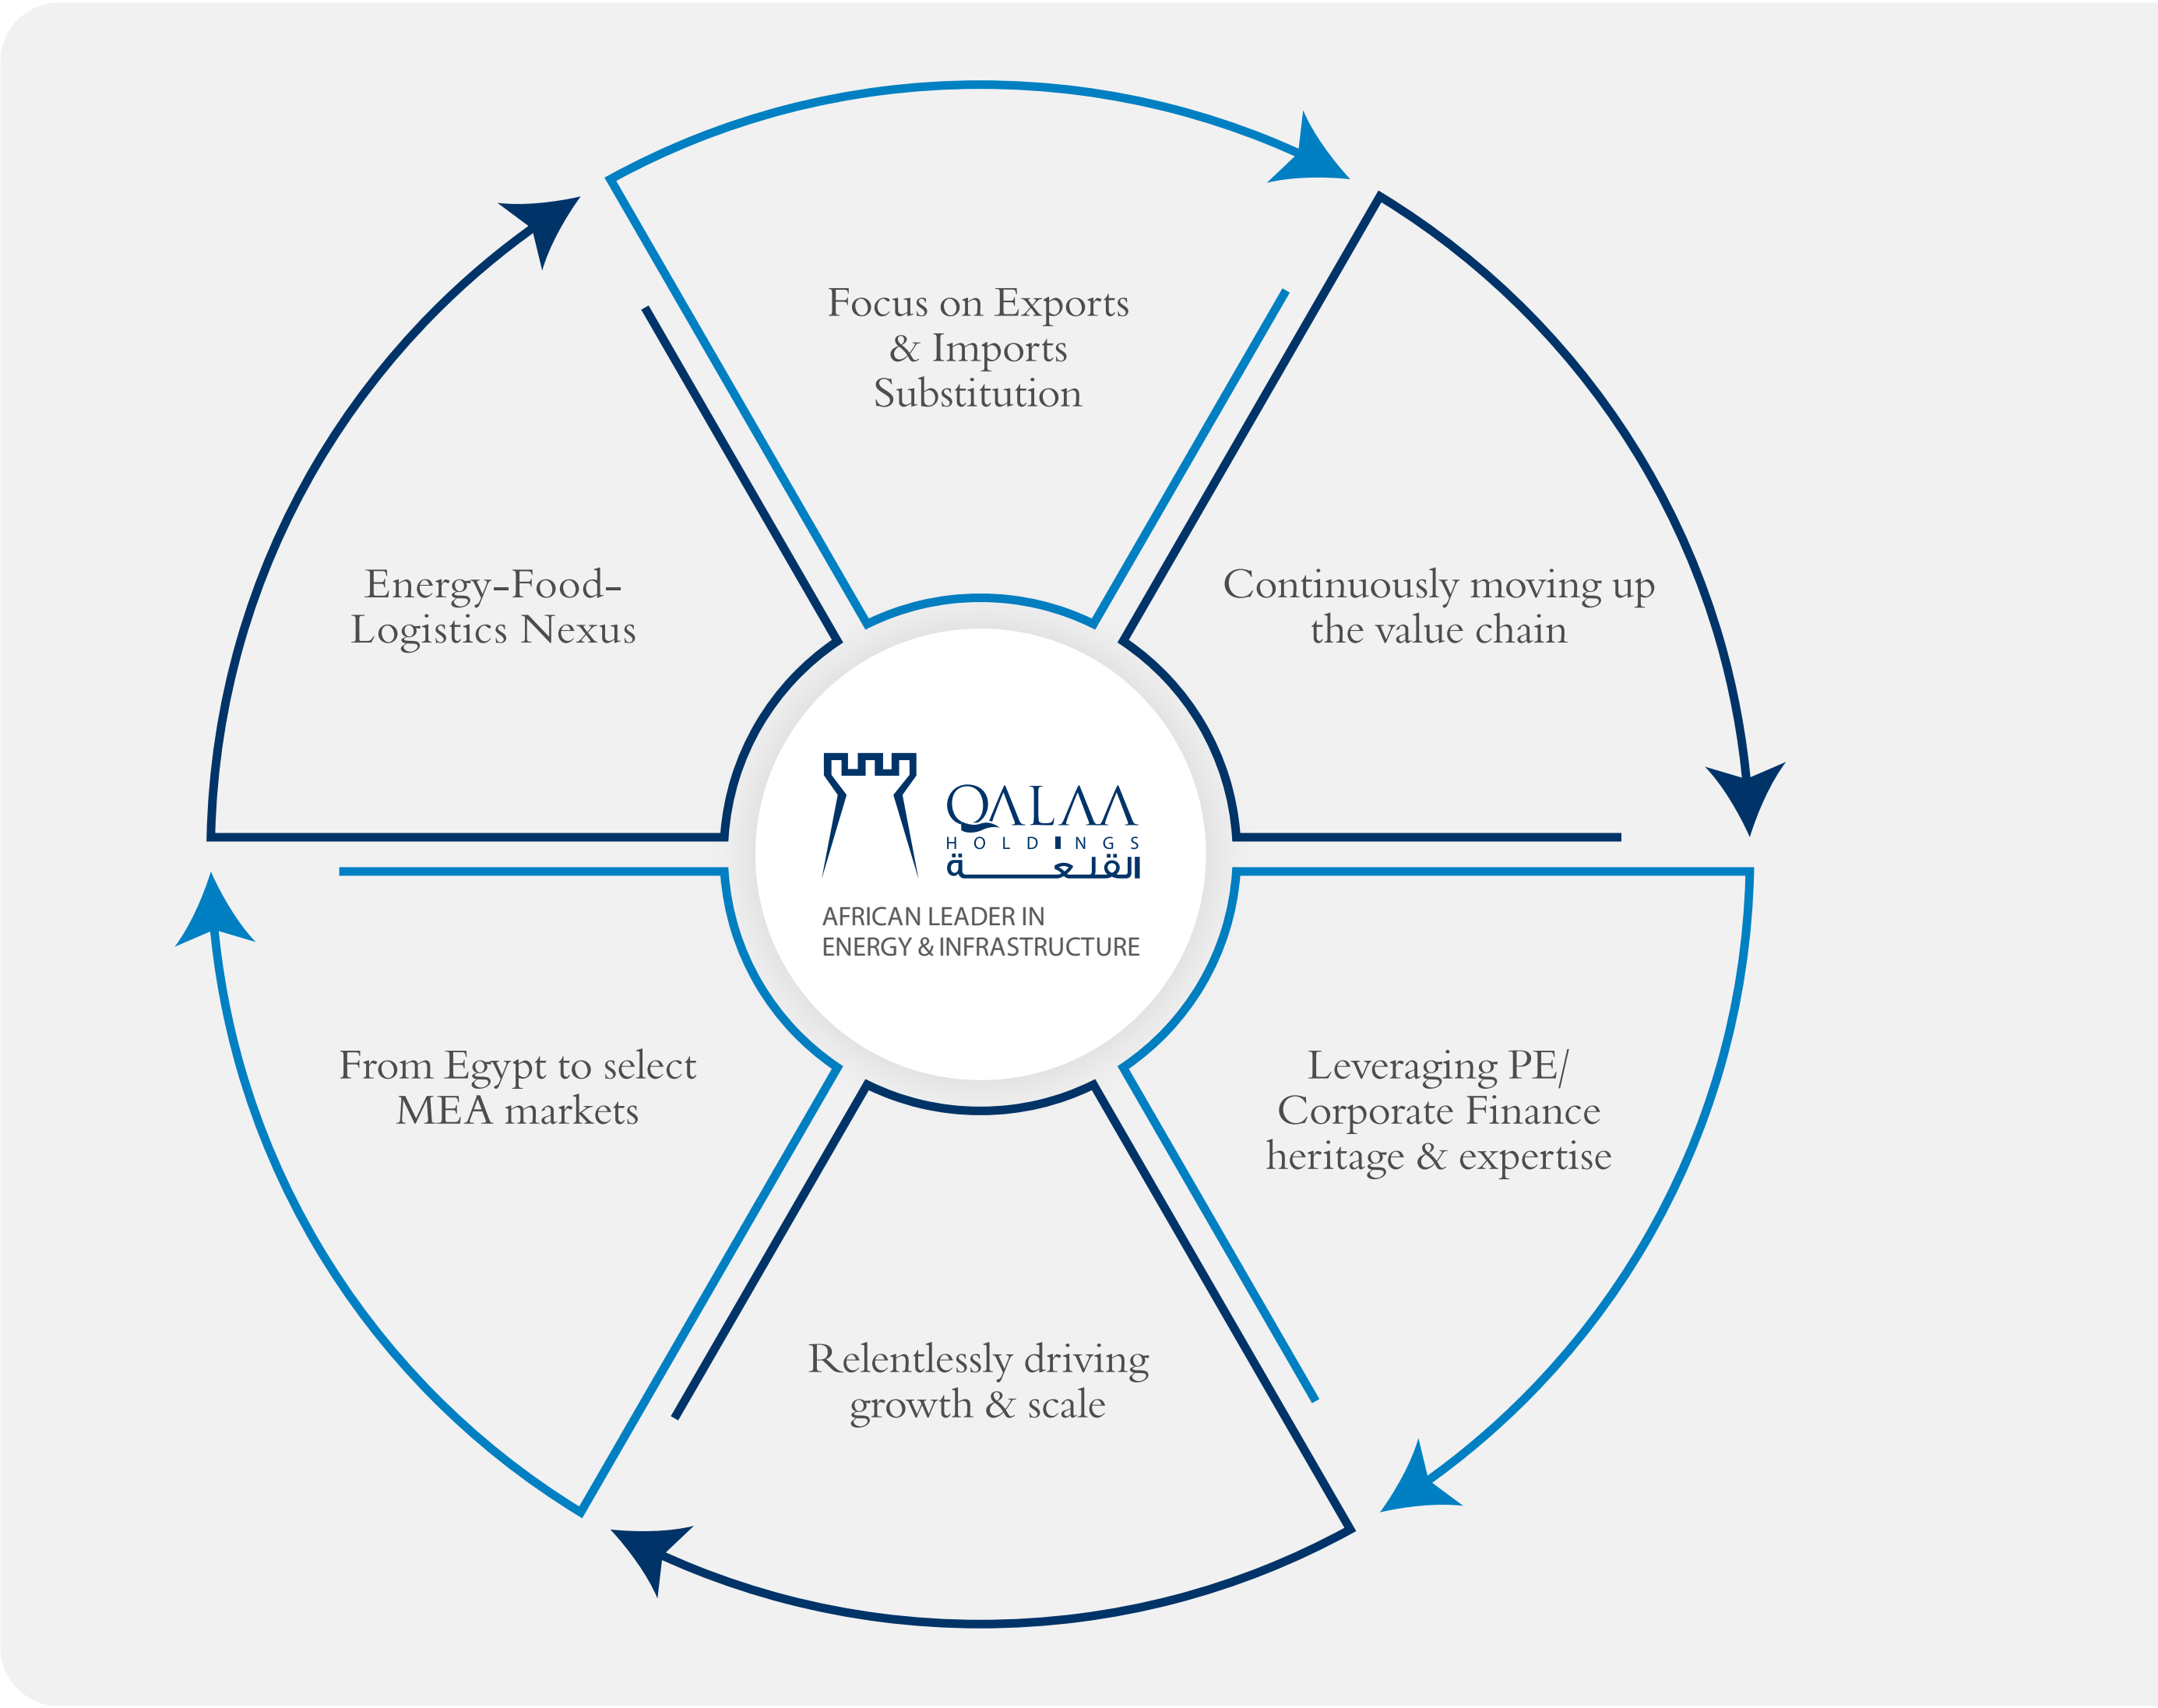 Focus on Exports
& Imports
Substitution
Energy-Food-
Logistics Nexus
Continuously moving up
the value chain
QALAA
HOLDINGS
القلعة
AFRICAN LEADER IN
ENERGY & INFRASTRUCTURE
From Egypt to select
MEA markets
Leveraging PE/
Corporate Finance
heritage & expertise
Relentlessly driving
growth & scale